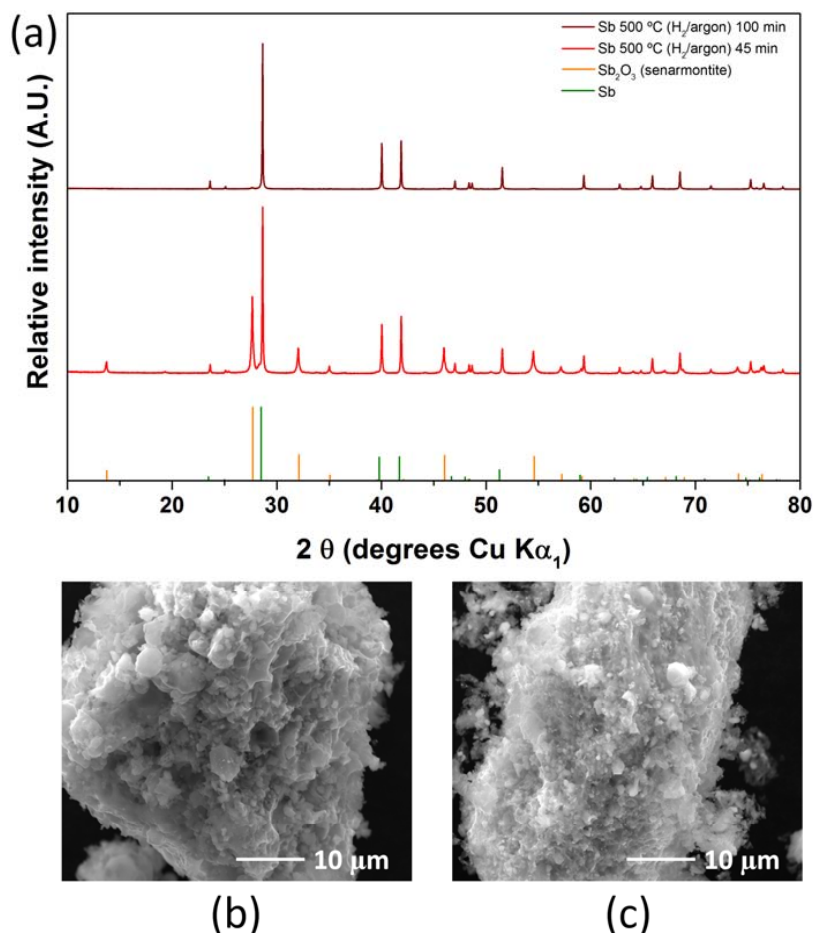 (a)
Sb 500 ºC (H₂/argon) 100 min
Sb 500 ºC (H₂/argon) 45 min
Sb₂O₃ (senarmontite)
Sb
Relative intensity (A.U.)
10 20 30 40 50 60 70 80
2 θ (degrees Cu Kα₁)
10 μm
10 μm
(b)
(c)